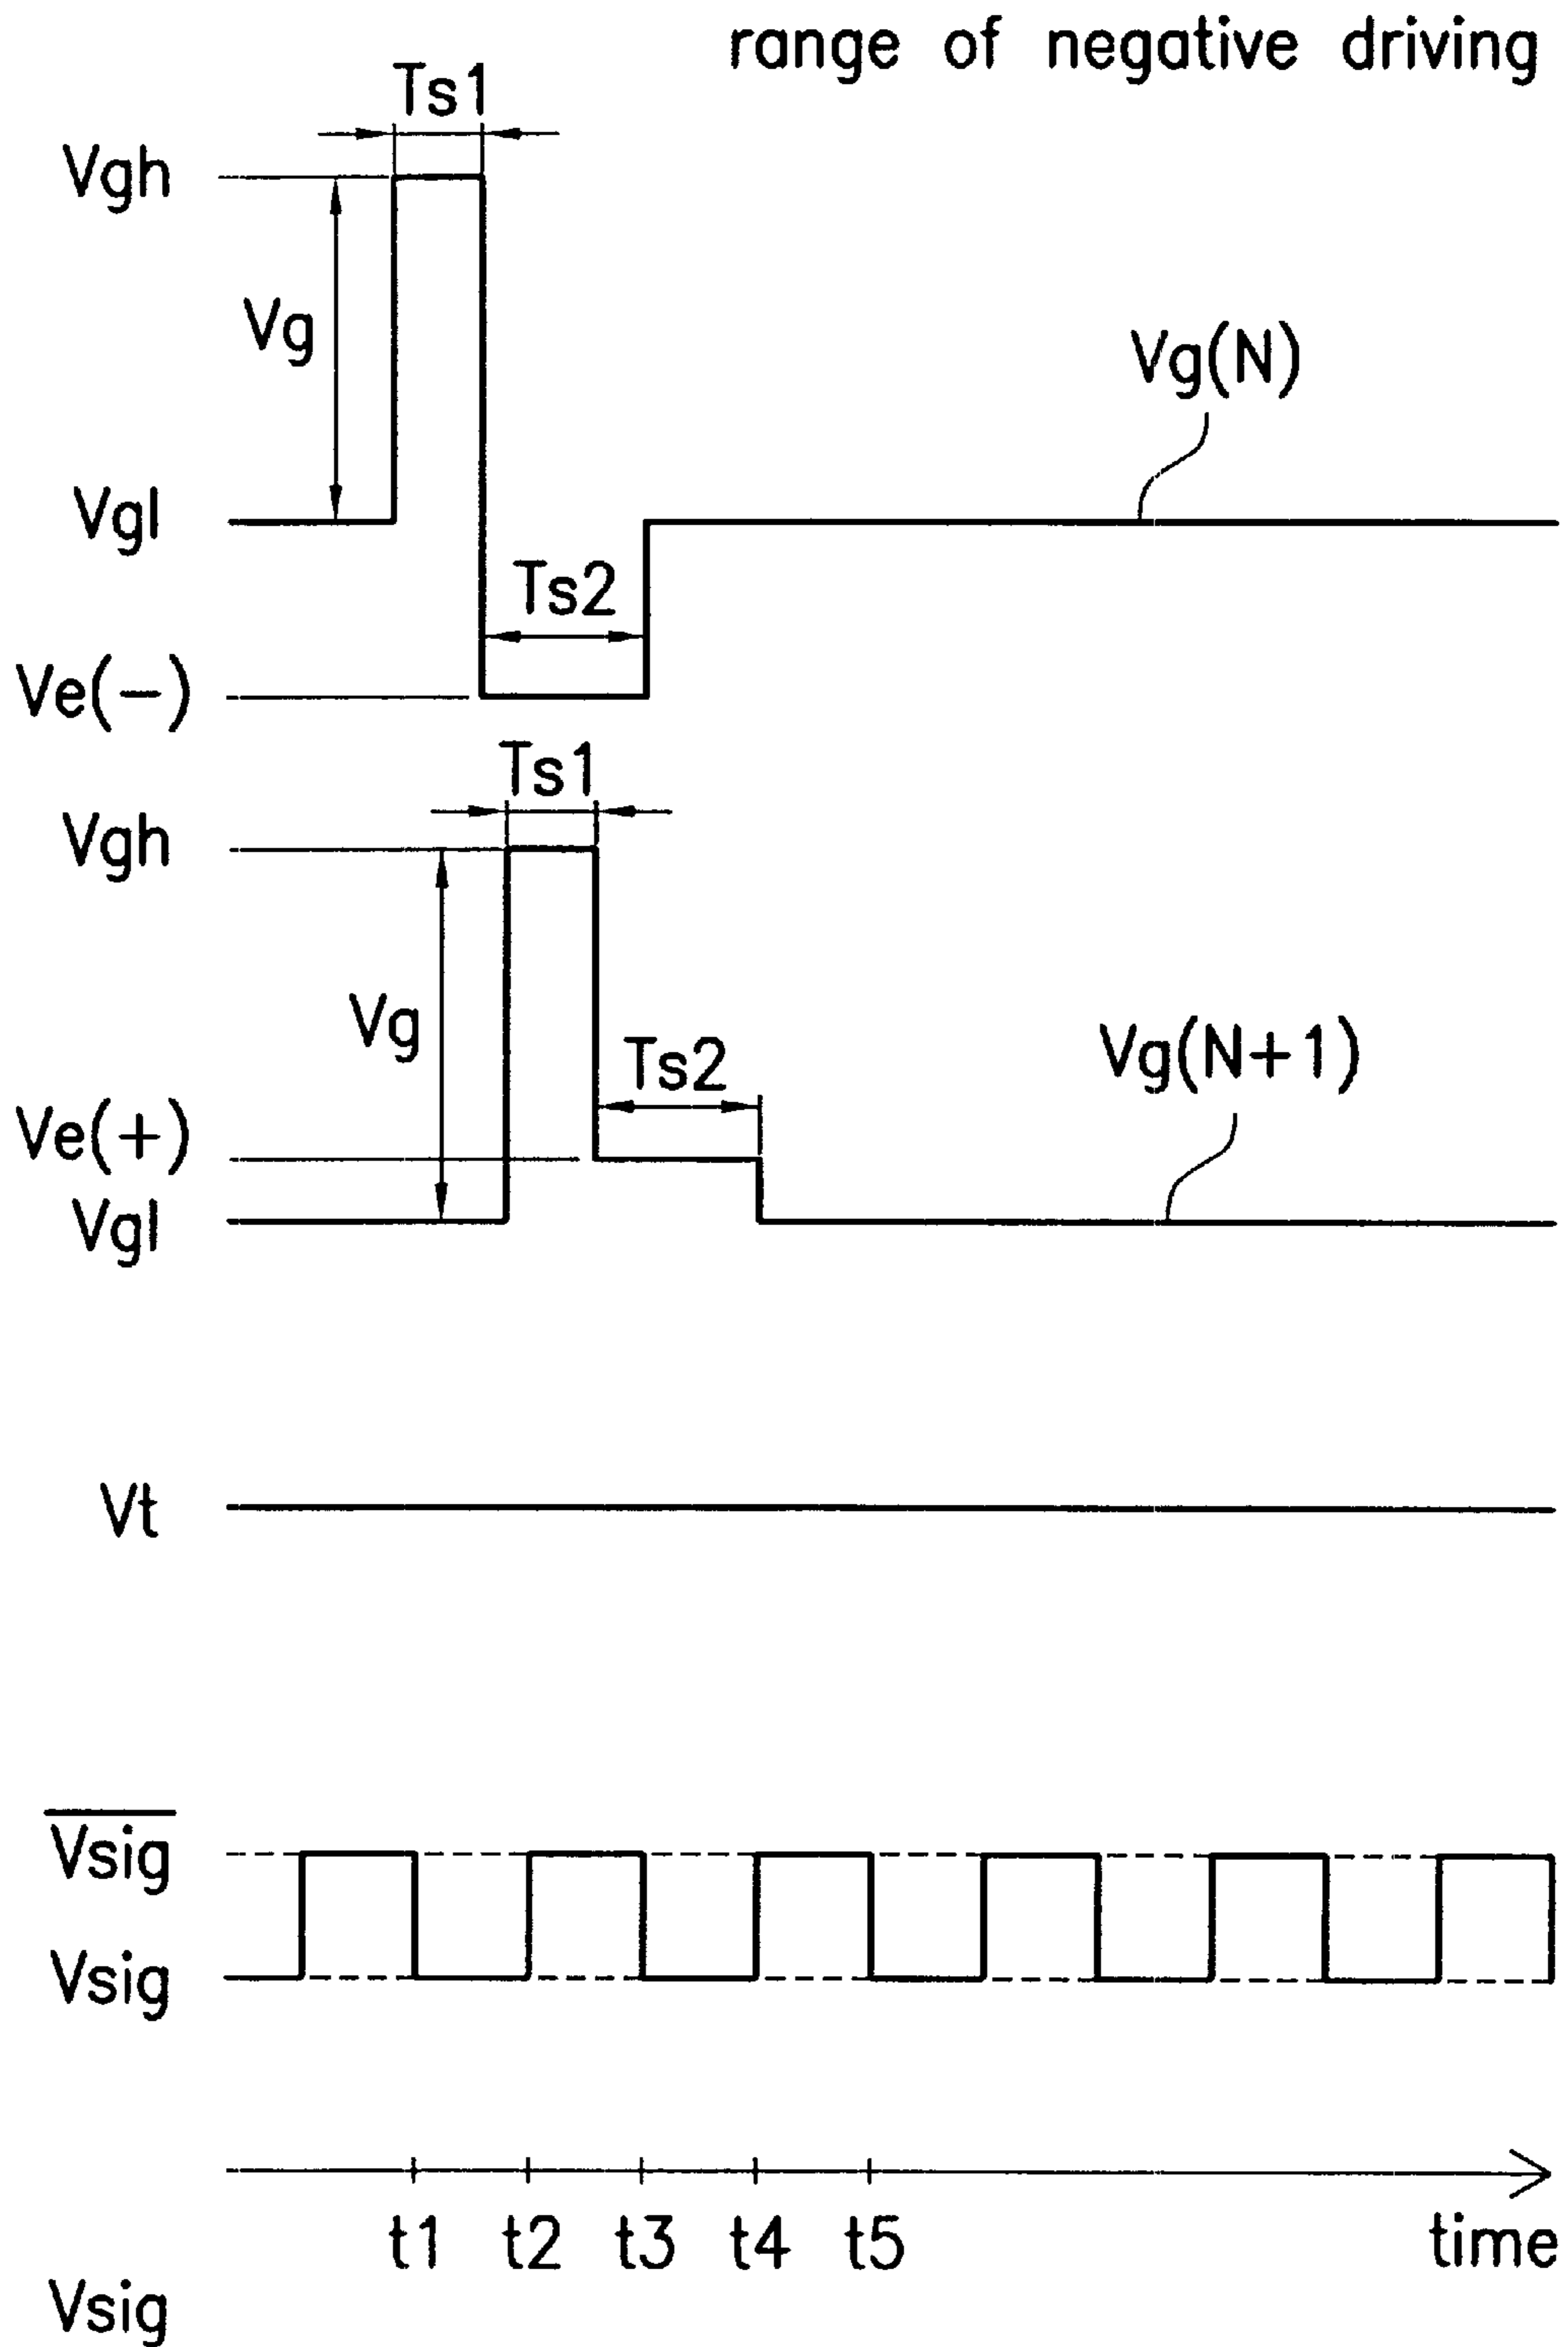 range of negative driving
Ts1
Vgh
Vg
Vg(N)
Vgl
Ts2
Ve(-)
Ts1
Vgh
Vg
Ts2
Vg(N+1)
Ve(+)
Vgl
Vt
Vsig
Vsig
t1 t2 t3 t4 t5 time
Vsig